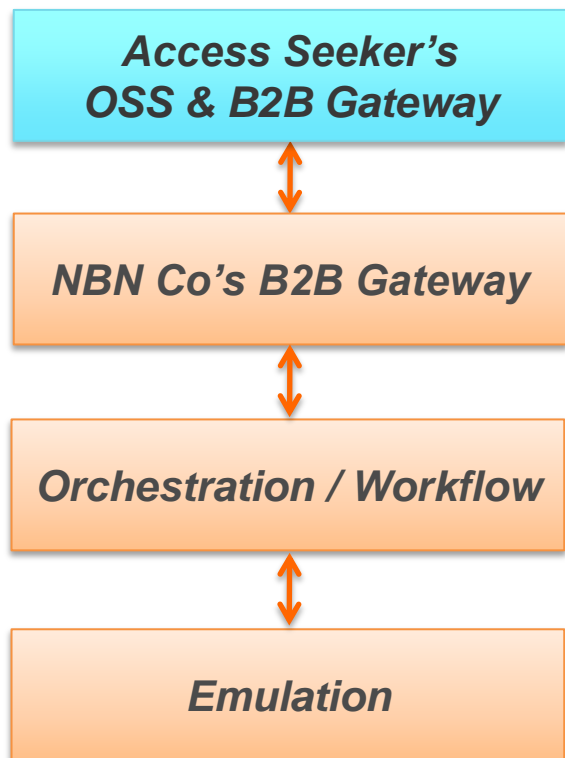 Access Seeker’s
OSS & B2B Gateway
NBN Co’s B2B Gateway
Orchestration / Workflow
Emulation